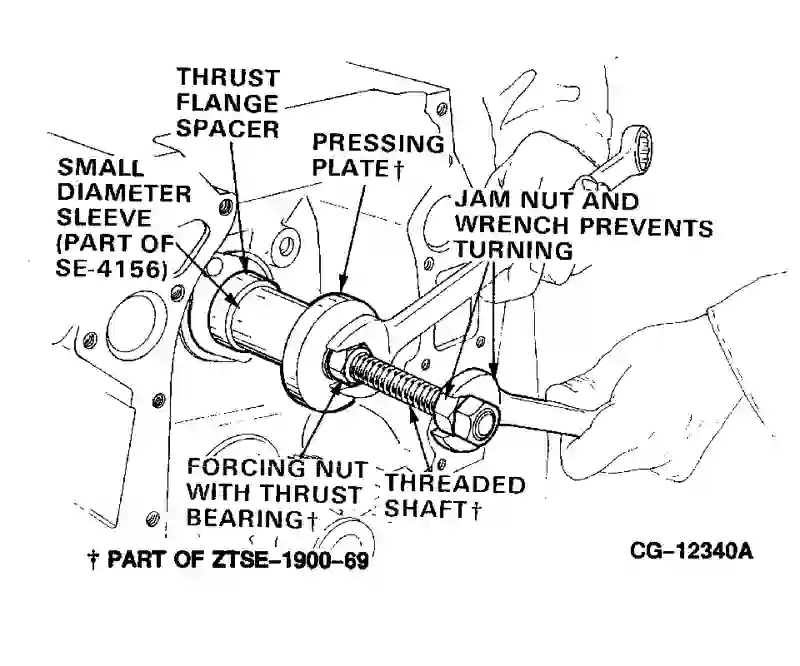 THRUST
FLANGE
SPACER
PRESSING
PLATE†
SMALL
DIAMETER
SLEEVE
(PART OF
SE-4156)
JAM NUT AND
WRENCH PREVENTS
TURNING
FORCING NUT
WITH THRUST
BEARING†
THREADED
SHAFT†
† PART OF ZTSE-1900-69
CG-12340A